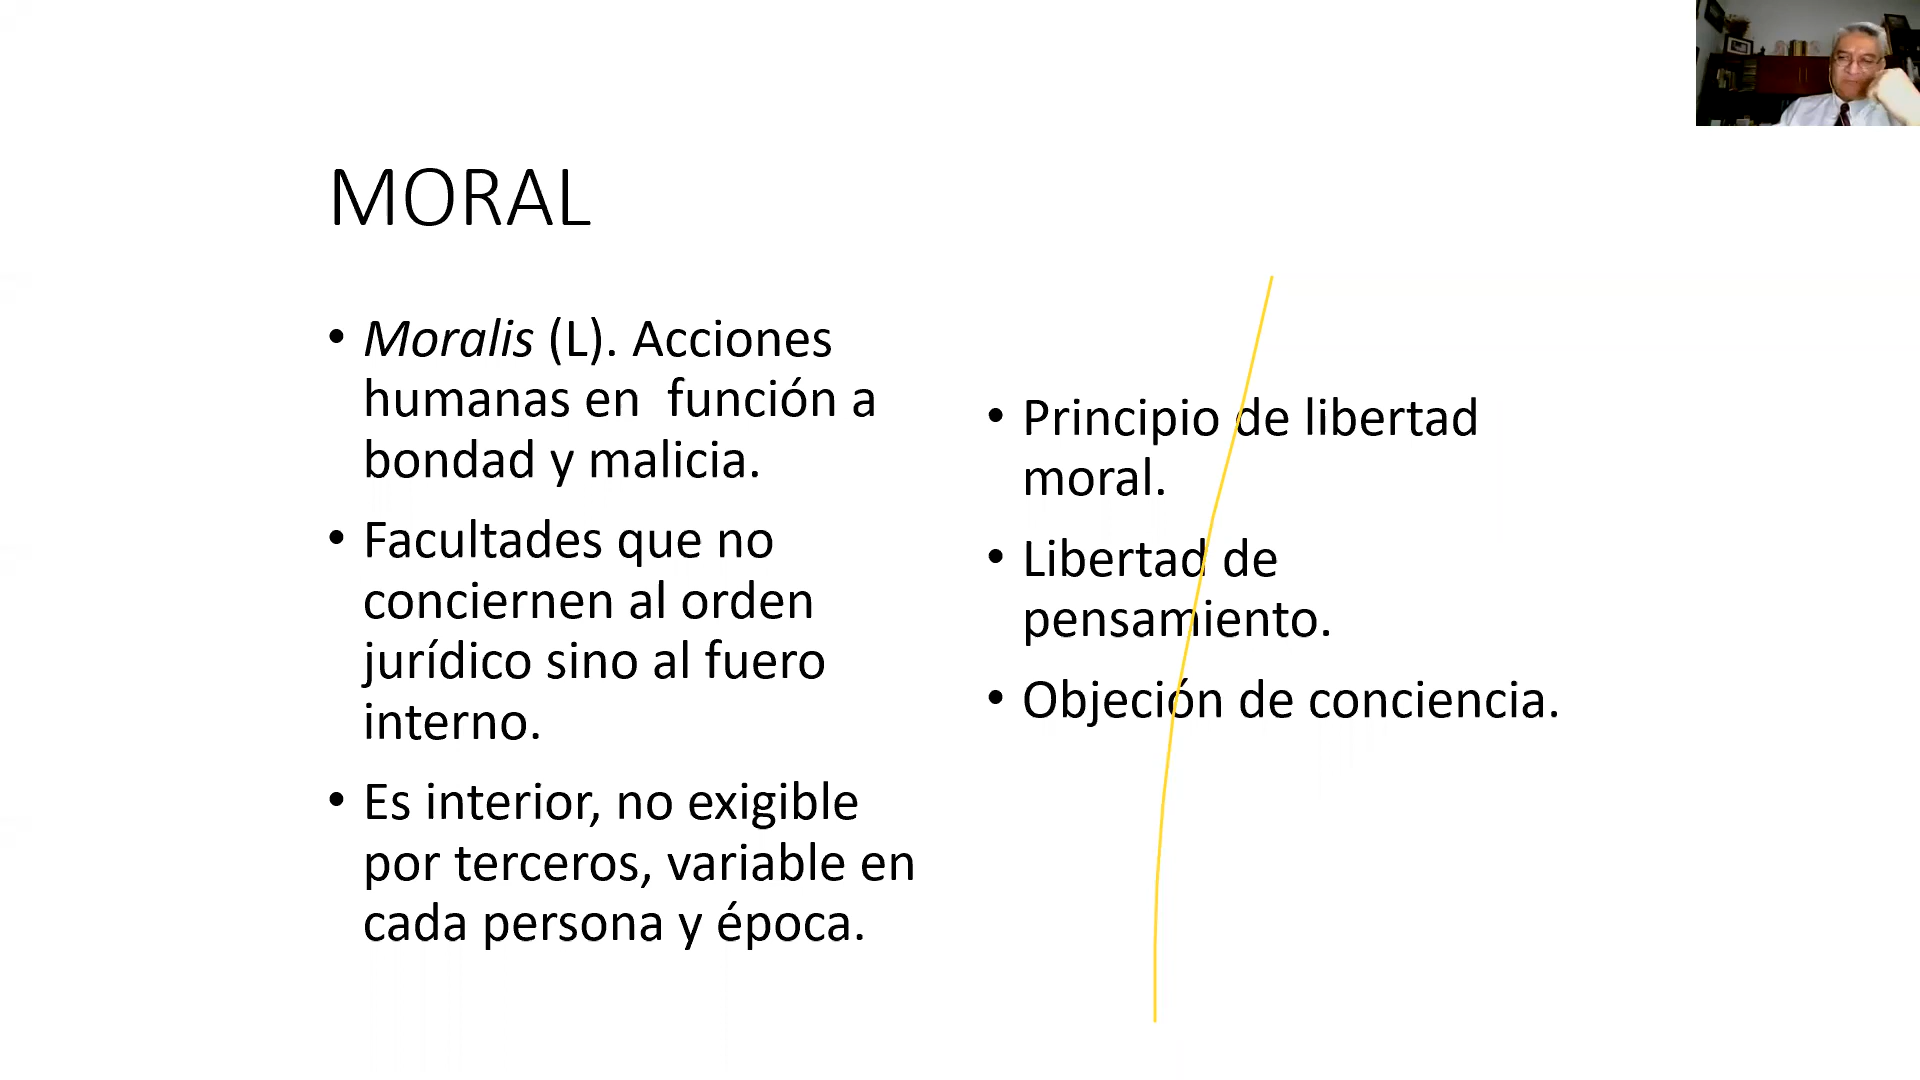 MORAL
• Moralis (L). Acciones
humanas en  función a
bondad y malicia.
• Facultades que no
conciernen al orden
jurídico sino al fuero
interno.
• Es interior, no exigible
por terceros, variable en
cada persona y época.
• Principio de libertad
moral.
• Libertad de
pensamiento.
• Objeción de conciencia.